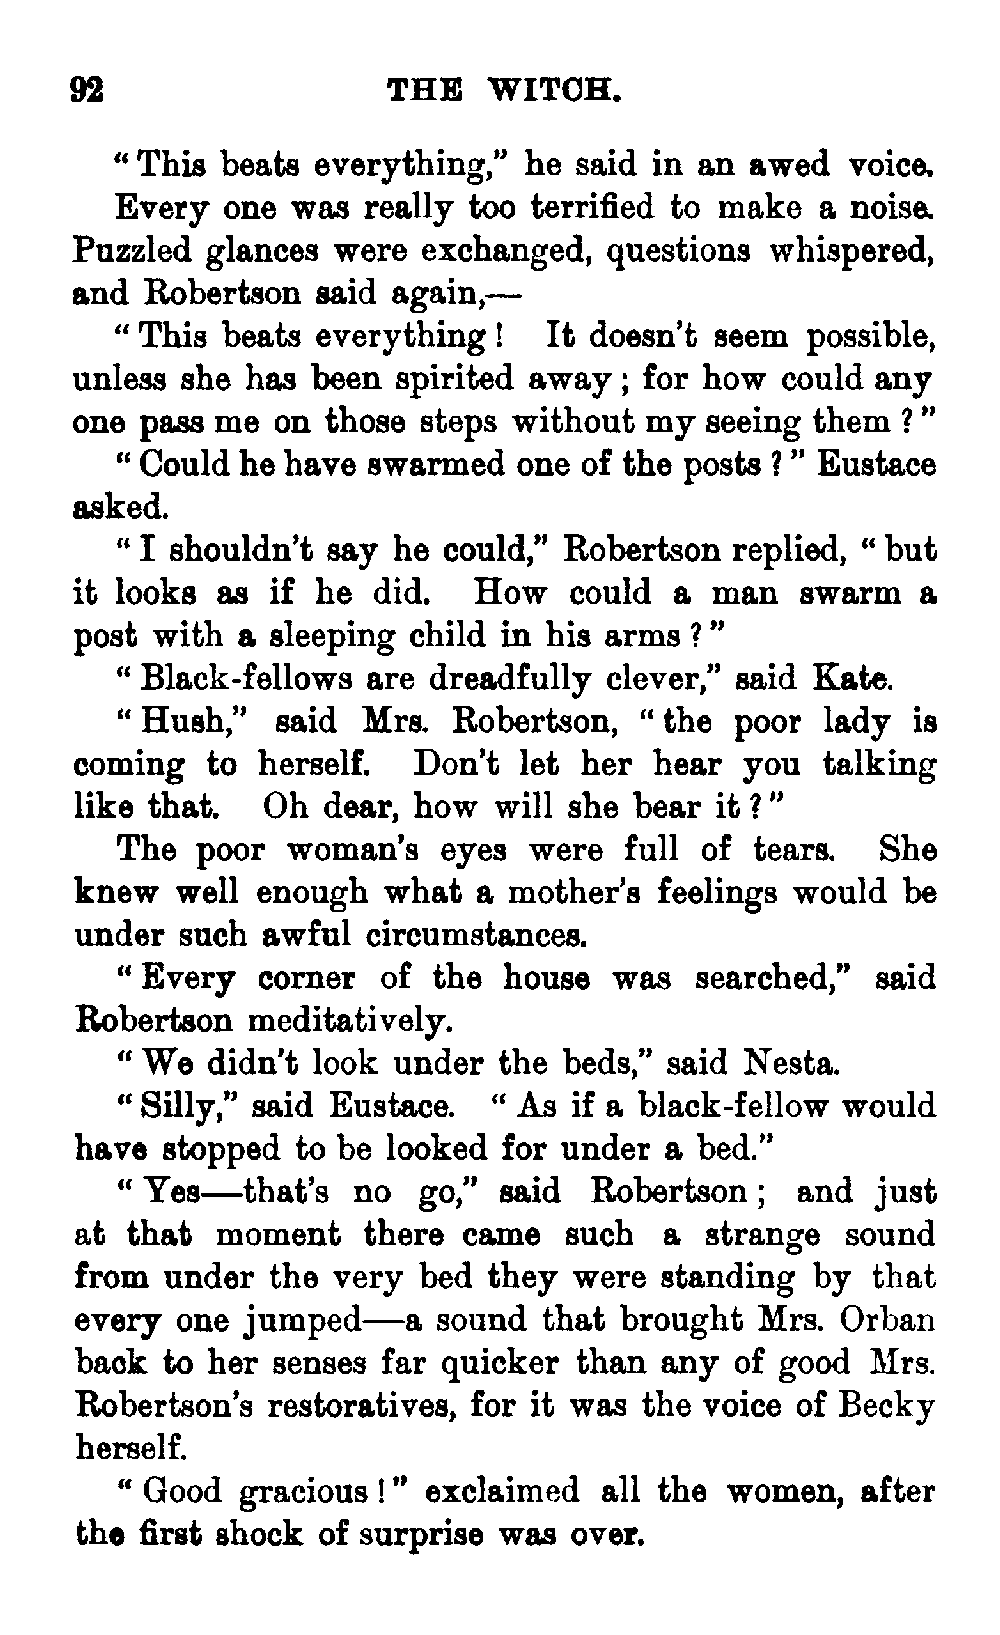 92 THE WITCH.
“ This beats everything,” he said in an awed voice.
Every one was really too terrified to make a noise.
Puzzled glances were exchanged, questions whispered,
and Robertson said again,—
“ This beats everything ! It doesn’t seem possible,
unless she has been spirited away ; for how could any
one pass me on those steps without my seeing them ? ”
“ Could he have swarmed one of the posts ? ” Eustace
asked.
“ I shouldn’t say he could,” Robertson replied, “ but
it looks as if he did. How could a man swarm a
post with a sleeping child in his arms ? ”
“ Black-fellows are dreadfully clever,” said Kate.
“ Hush,” said Mrs. Robertson, “ the poor lady is
coming to herself. Don’t let her hear you talking
like that. Oh dear, how will she bear it ? ”
The poor woman’s eyes were full of tears. She
knew well enough what a mother’s feelings would be
under such awful circumstances.
“ Every corner of the house was searched,” said
Robertson meditatively.
“ We didn’t look under the beds,” said Nesta.
“ Silly,” said Eustace. “ As if a black-fellow would
have stopped to be looked for under a bed.”
“ Yes—that’s no go,” said Robertson ; and just
at that moment there came such a strange sound
from under the very bed they were standing by that
every one jumped—a sound that brought Mrs. Orban
back to her senses far quicker than any of good Mrs.
Robertson’s restoratives, for it was the voice of Becky
herself.
“ Good gracious ! ” exclaimed all the women, after
the first shock of surprise was over.